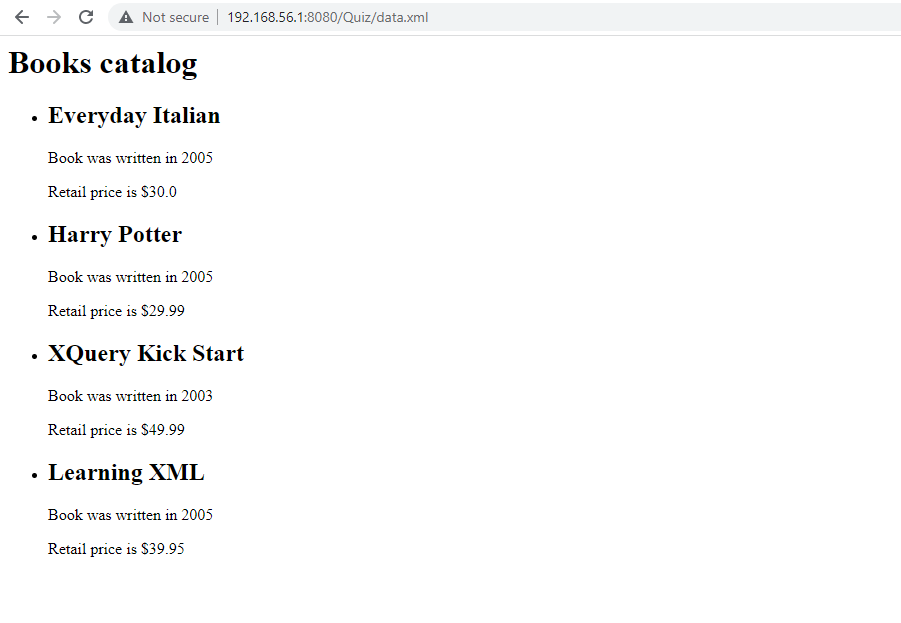 Not secure | 192.168.56.1:8080/Quiz/data.xml
Books catalog
• Everyday Italian
Book was written in 2005
Retail price is $30.0
• Harry Potter
Book was written in 2005
Retail price is $29.99
• XQuery Kick Start
Book was written in 2003
Retail price is $49.99
• Learning XML
Book was written in 2005
Retail price is $39.95